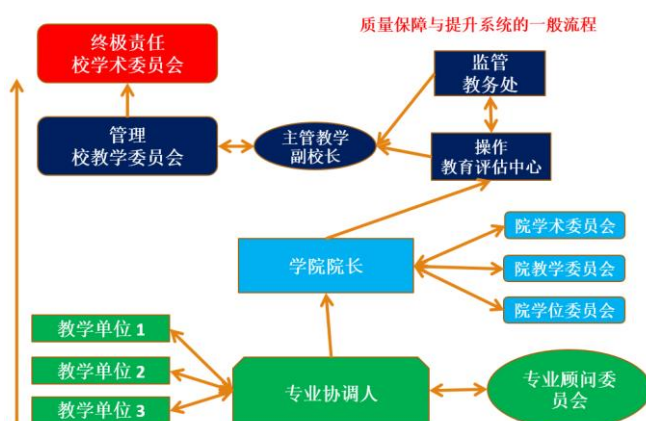 质量保障与提升系统的一般流程
终极责任
校学术委员会
监管
教务处
管理
校教学委员会
主管教学
副校长
操作
教育评估中心
学院院长
院学术委员会
院教学委员会
院学位委员会
教学单位 1
教学单位 2
教学单位 3
专业协调人
专业顾问委
员会